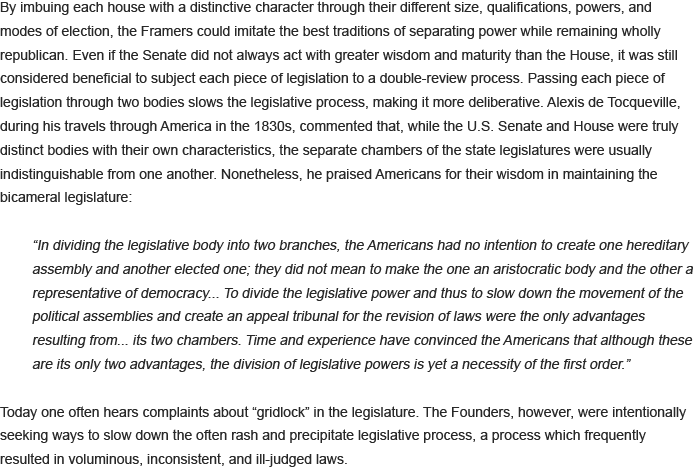 By imbuing each house with a distinctive character through their different size, qualifications, powers, and
modes of election, the Framers could imitate the best traditions of separating power while remaining wholly
republican. Even if the Senate did not always act with greater wisdom and maturity than the House, it was still
considered beneficial to subject each piece of legislation to a double-review process. Passing each piece of
legislation through two bodies slows the legislative process, making it more deliberative. Alexis de Tocqueville,
during his travels through America in the 1830s, commented that, while the U.S. Senate and House were truly
distinct bodies with their own characteristics, the separate chambers of the state legislatures were usually
indistinguishable from one another. Nonetheless, he praised Americans for their wisdom in maintaining the
bicameral legislature:
“In dividing the legislative body into two branches, the Americans had no intention to create one hereditary
assembly and another elected one; they did not mean to make the one an aristocratic body and the other a
representative of democracy... To divide the legislative power and thus to slow down the movement of the
political assemblies and create an appeal tribunal for the revision of laws were the only advantages
resulting from... its two chambers. Time and experience have convinced the Americans that although these
are its only two advantages, the division of legislative powers is yet a necessity of the first order.”
Today one often hears complaints about “gridlock” in the legislature. The Founders, however, were intentionally
seeking ways to slow down the often rash and precipitate legislative process, a process which frequently
resulted in voluminous, inconsistent, and ill-judged laws.